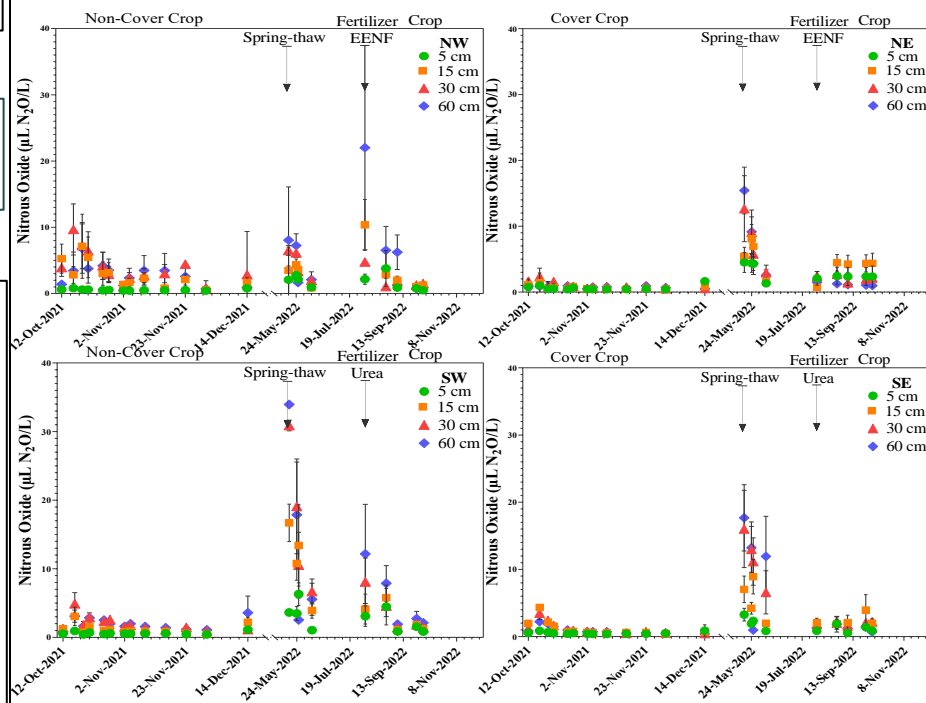 Non-Cover Crop
Fertilizer Crop
Spring-thaw EENF
NW
5 cm
15 cm
30 cm
60 cm
40
30
20
10
0
Nitrous Oxide (µL N₂O/L)
12-Oct-2021
2-Nov-2021
23-Nov-2021
14-Dec-2021
24-May-2022
19-Jul-2022
13-Sep-2022
8-Nov-2022
Cover Crop
Fertilizer Crop
Spring-thaw EENF
NE
5 cm
15 cm
30 cm
60 cm
40
30
20
10
0
Nitrous Oxide (µL N₂O/L)
12-Oct-2021
2-Nov-2021
23-Nov-2021
14-Dec-2021
24-May-2022
19-Jul-2022
13-Sep-2022
8-Nov-2022
Non-Cover Crop
Fertilizer Crop
Spring-thaw Urea
SW
5 cm
15 cm
30 cm
60 cm
40
30
20
10
0
Nitrous Oxide (µL N₂O/L)
12-Oct-2021
2-Nov-2021
23-Nov-2021
14-Dec-2021
24-May-2022
19-Jul-2022
13-Sep-2022
8-Nov-2022
Cover Crop
Fertilizer Crop
Spring-thaw Urea
SE
5 cm
15 cm
30 cm
60 cm
40
30
20
10
0
Nitrous Oxide (µL N₂O/L)
12-Oct-2021
2-Nov-2021
23-Nov-2021
14-Dec-2021
24-May-2022
19-Jul-2022
13-Sep-2022
8-Nov-2022